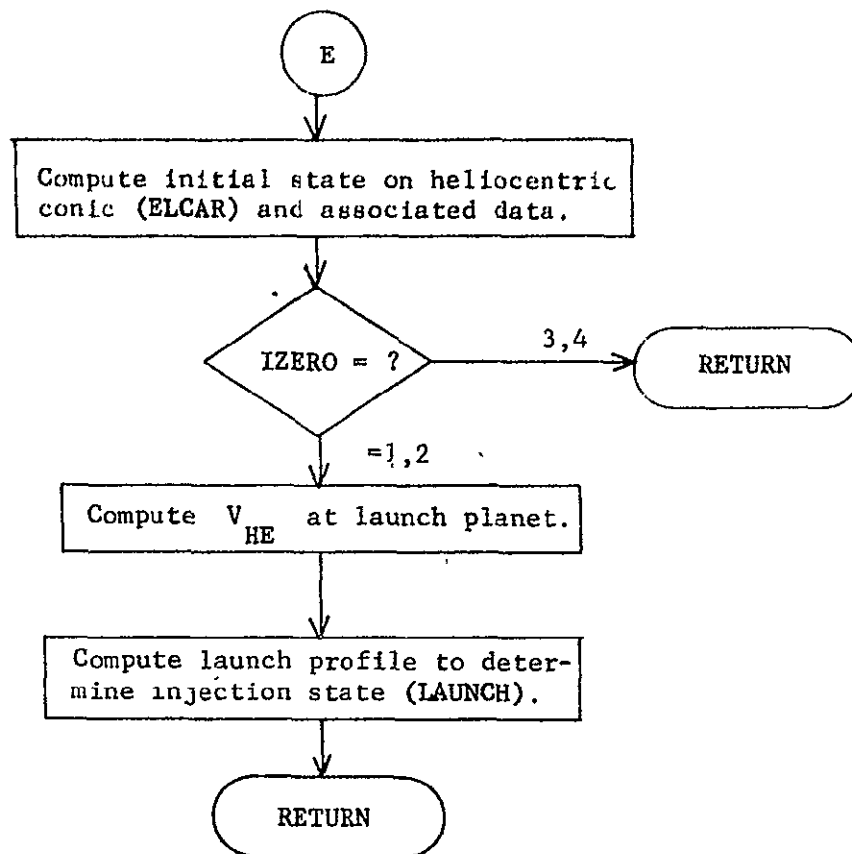 E
Compute initial state on heliocentric
conic (ELCAR) and associated data.
IZERO = ?
3,4
RETURN
=1,2
Compute V_HE at launch planet.
Compute launch profile to deter-
mine injection state (LAUNCH).
RETURN